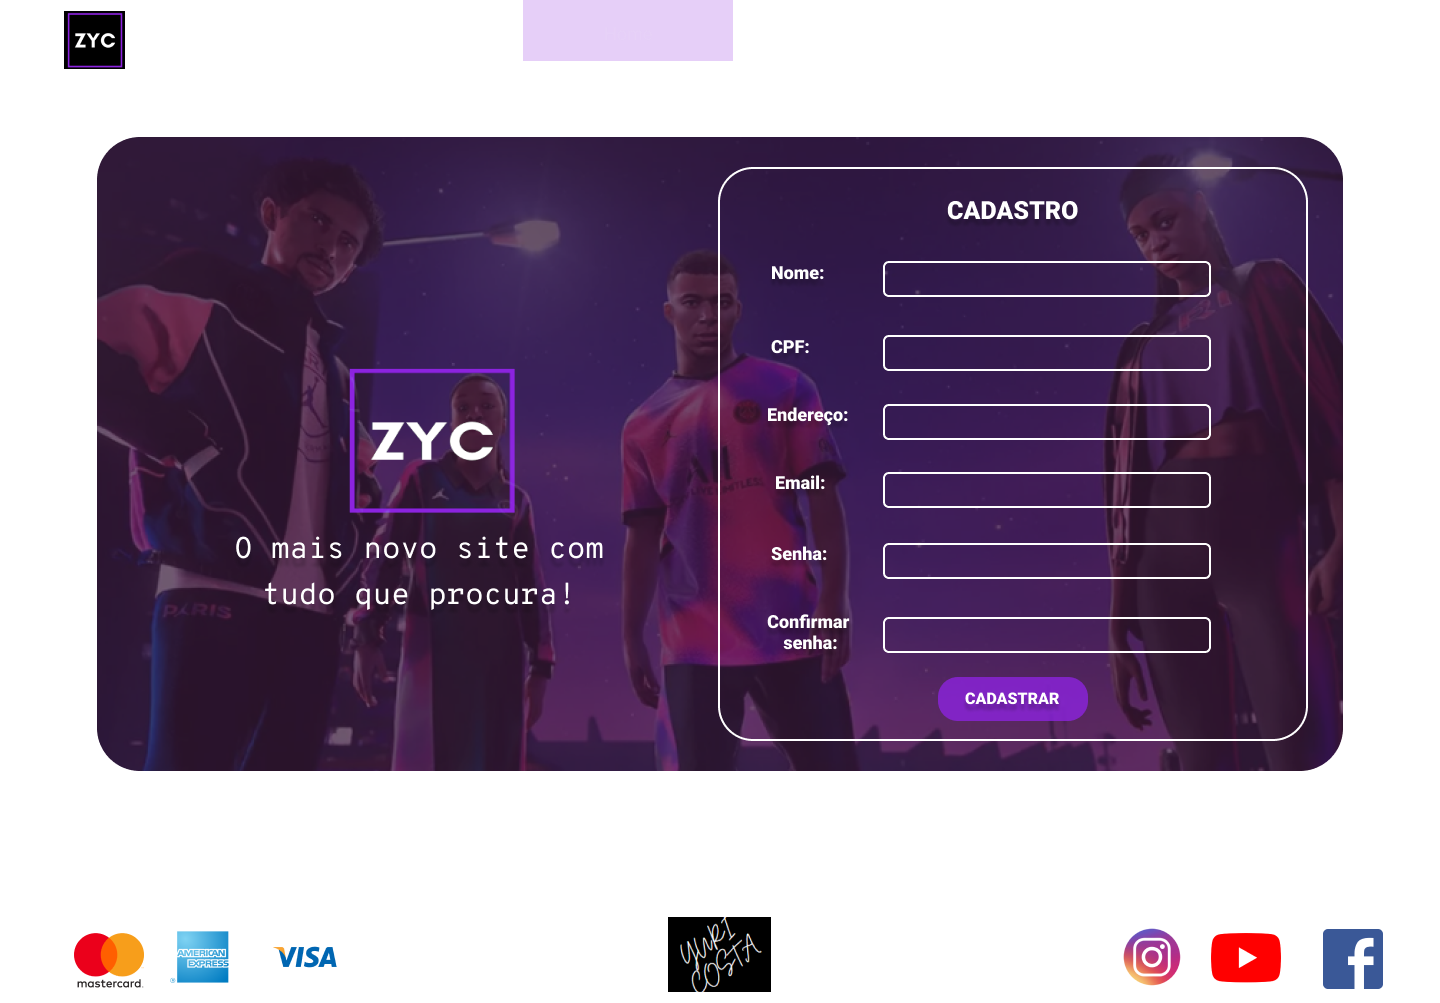 ZYC
CADASTRO
Nome:
CPF:
Endereço:
Email:
Senha:
Confirmar
senha:
CADASTRAR
ZYC
O mais novo site com
tudo que procura!
PARIS
mastercard.
AMERICAN
EXPRESS
VISA
YURI
COSTA